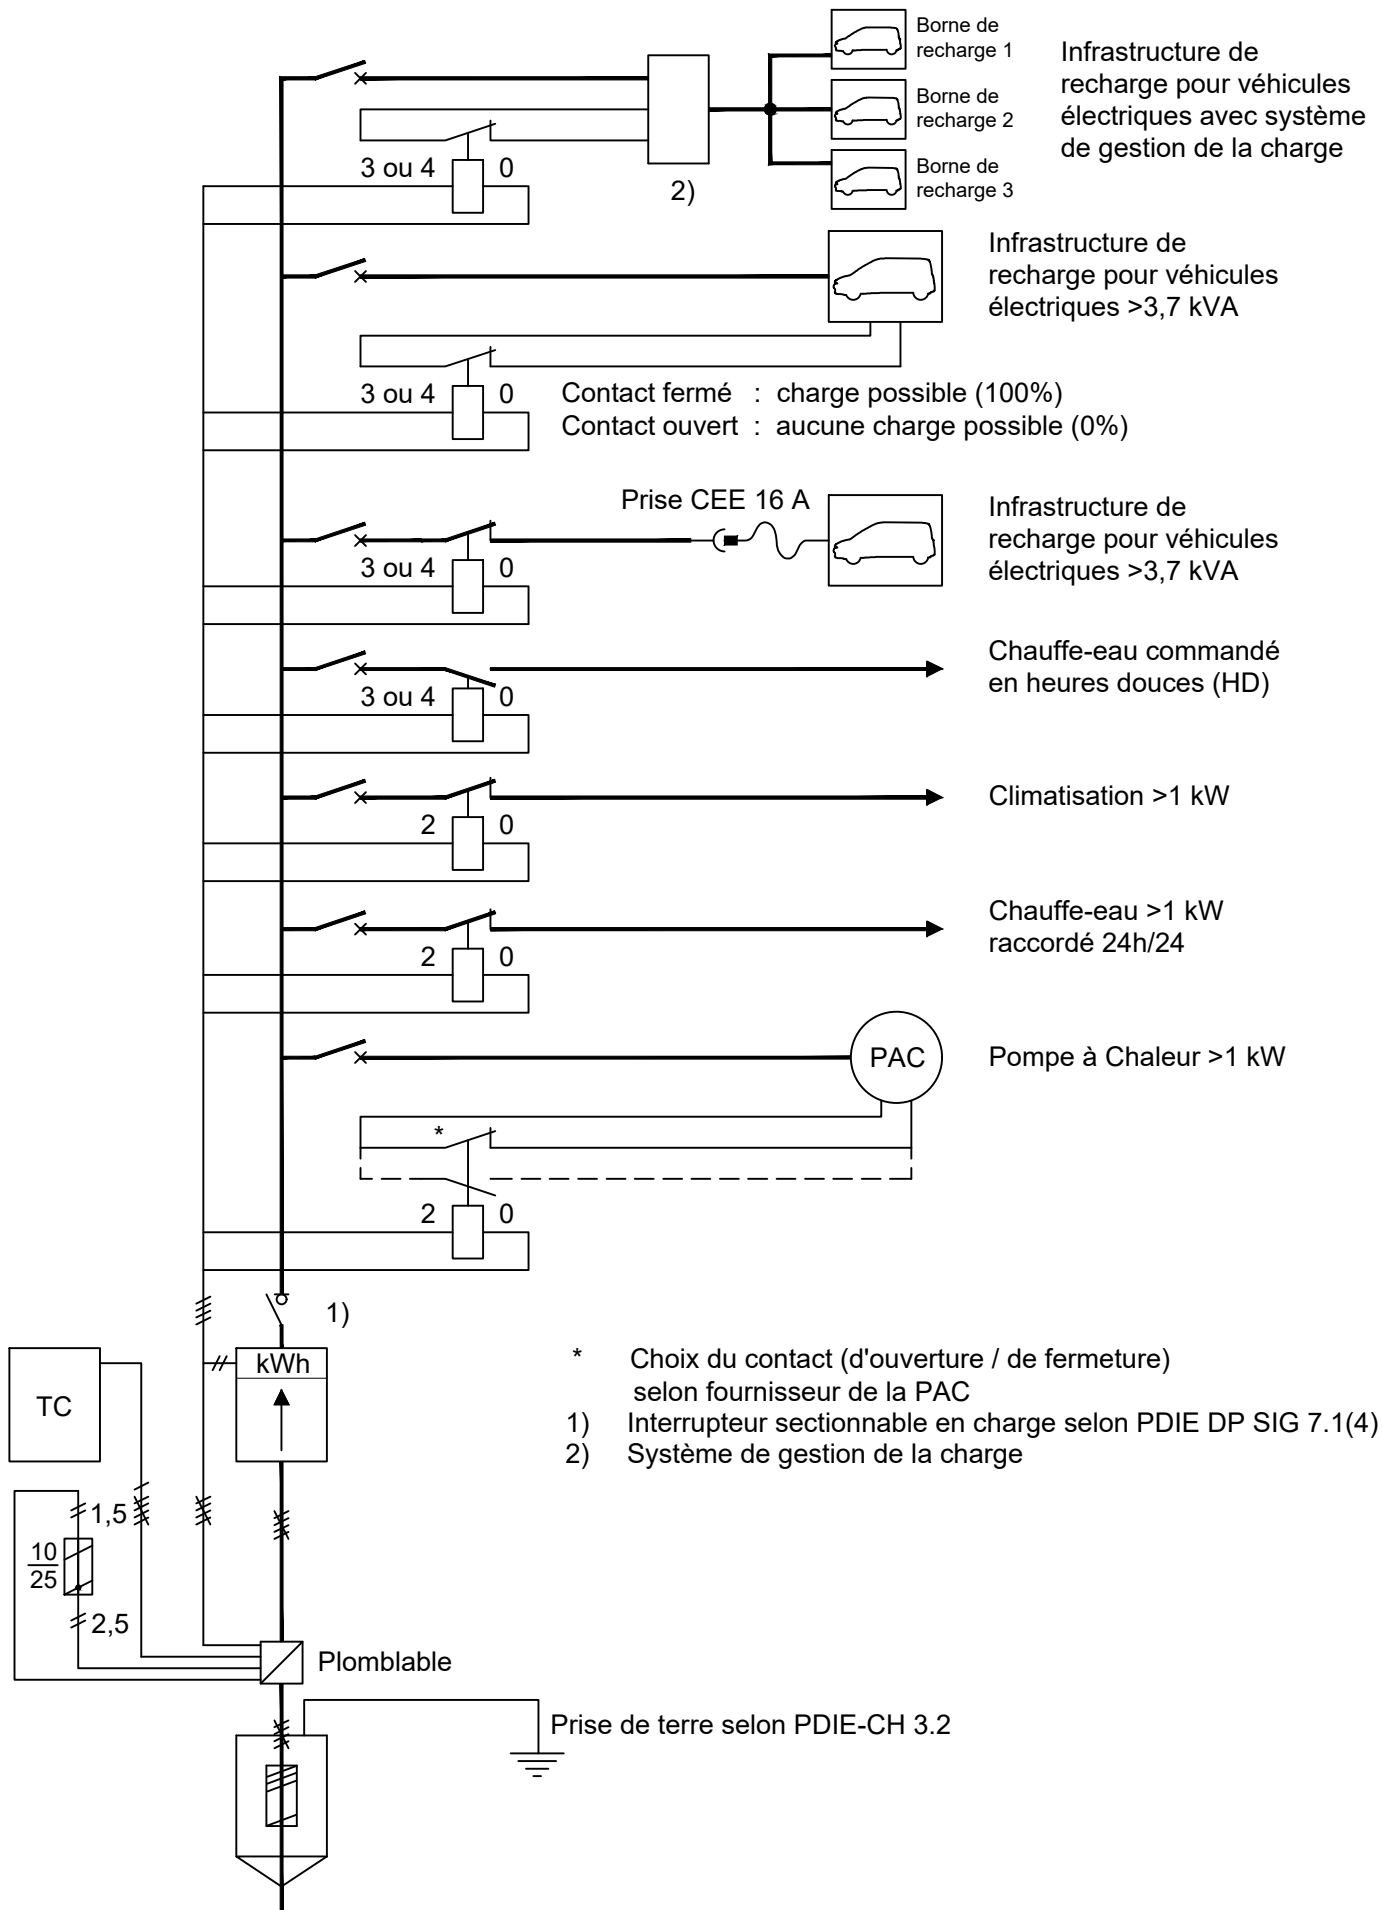 Borne de
recharge 1
Borne de
recharge 2
Borne de
recharge 3
Infrastructure de
recharge pour véhicules
électriques avec système
de gestion de la charge
3 ou 4
0
2)
Infrastructure de
recharge pour véhicules
électriques >3,7 kVA
3 ou 4
0
Contact fermé : charge possible (100%)
Contact ouvert : aucune charge possible (0%)
Prise CEE 16 A
Infrastructure de
recharge pour véhicules
électriques >3,7 kVA
3 ou 4
0
Chauffe-eau commandé
en heures douces (HD)
3 ou 4
0
Climatisation >1 kW
2
0
Chauffe-eau >1 kW
raccordé 24h/24
2
0
PAC
Pompe à Chaleur >1 kW
*
2
0
1)
kWh
TC
* Choix du contact (d'ouverture / de fermeture)
selon fournisseur de la PAC
1) Interrupteur sectionnable en charge selon PDIE DP SIG 7.1(4)
2) Système de gestion de la charge
1,5
10
25
2,5
Plomblable
Prise de terre selon PDIE-CH 3.2